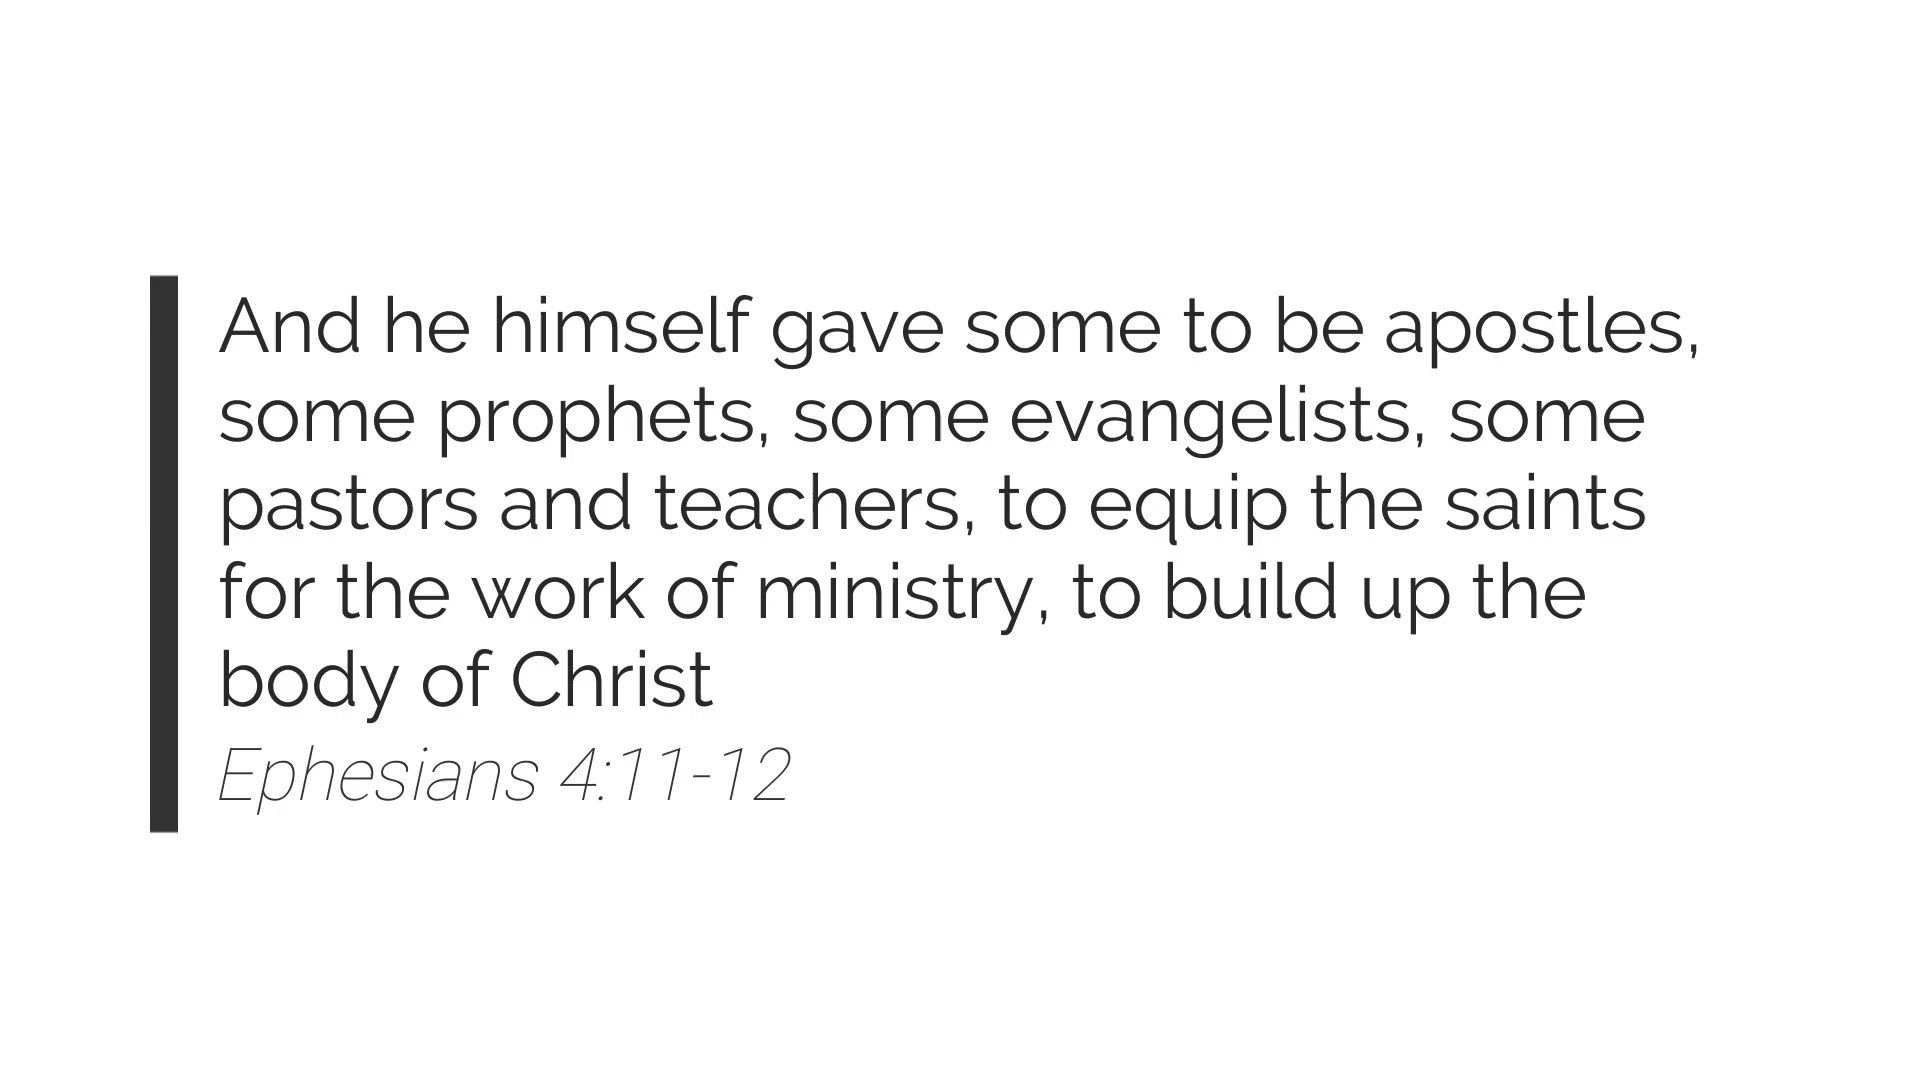 And he himself gave some to be apostles,
some prophets, some evangelists, some
pastors and teachers, to equip the saints
for the work of ministry, to build up the
body of Christ
Ephesians 4:11-12